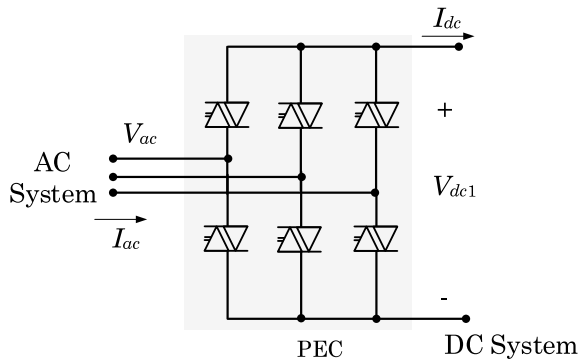 I_dc
+
V_ac
AC
System
V_dc1
I_ac
-
PEC
DC System